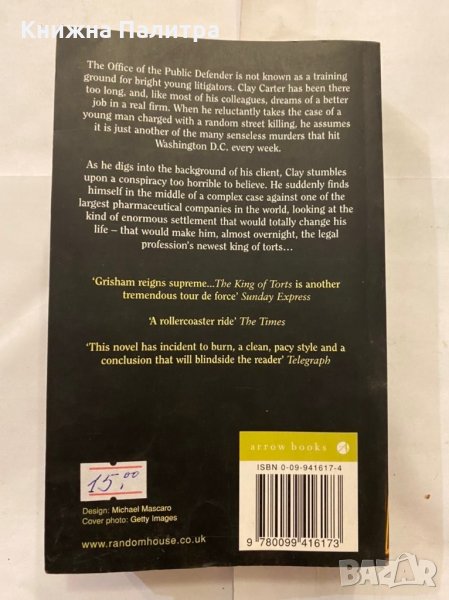 Книжна Палитра
The Office of the Public Defender is not known as a training
ground for bright young litigators. Clay Carter has been there
too long, and, like most of his colleagues, dreams of a better
job in a real firm. When he reluctantly takes the case of a
young man charged with a random street killing, he assumes
it is just another of the many senseless murders that hit
Washington D.C. every week.
As he digs into the background of his client, Clay stumbles
upon a conspiracy too horrible to believe. He suddenly finds
himself in the middle of a complex case against one of the
largest pharmaceutical companies in the world, looking at the
kind of enormous settlement that would totally change his
life – that would make him, almost overnight, the legal
profession's newest king of torts…
'Grisham reigns supreme...The King of Torts is another
tremendous tour de force' Sunday Express
'A rollercoaster ride' The Times
'This novel has incident to burn, a clean, pacy style and a
conclusion that will blindside the reader' Telegraph
arrow books
ISBN 0-09-941617-4
15.00
Design: Michael Mascaro
Cover photo: Getty Images
www.randomhouse.co.uk
9 780099 416173
BAZAR
bg